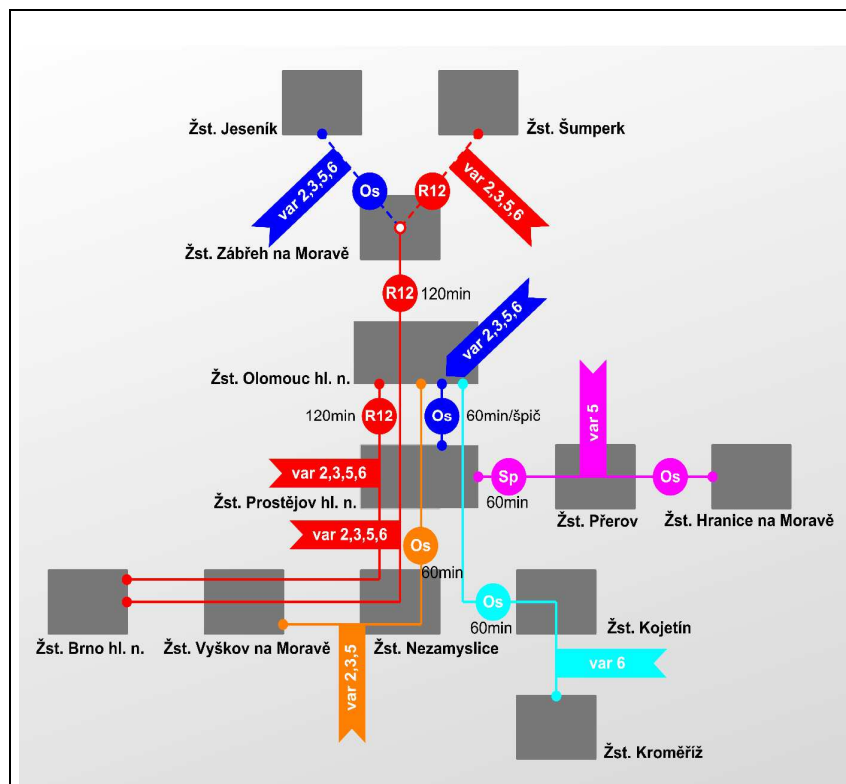 Žst. Jeseník
Žst. Šumperk
var 2,3,5,6
Os
R12
var 2,3,5,6
Žst. Zábřeh na Moravě
R12
120min
var 2,3,5,6
Žst. Olomouc hl. n.
120min
R12
Os
60min/špič
var 5
var 2,3,5,6
Sp
Os
Žst. Prostějov hl. n.
60min
Žst. Přerov
Žst. Hranice na Moravě
var 2,3,5,6
Os
60min
Os
60min
Žst. Kojetín
Žst. Brno hl. n.
Žst. Vyškov na Moravě
Žst. Nezamyslice
var 2,3,5
var 6
Žst. Kroměříž